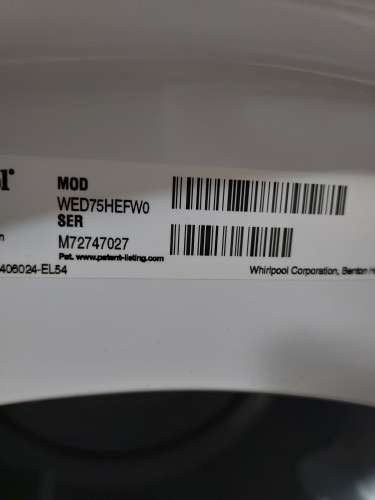 MOD
WED75HEFW0
SER
M72747027
Pat. www.patent-listing.com
406024-EL54
Whirlpool Corporation, Benton